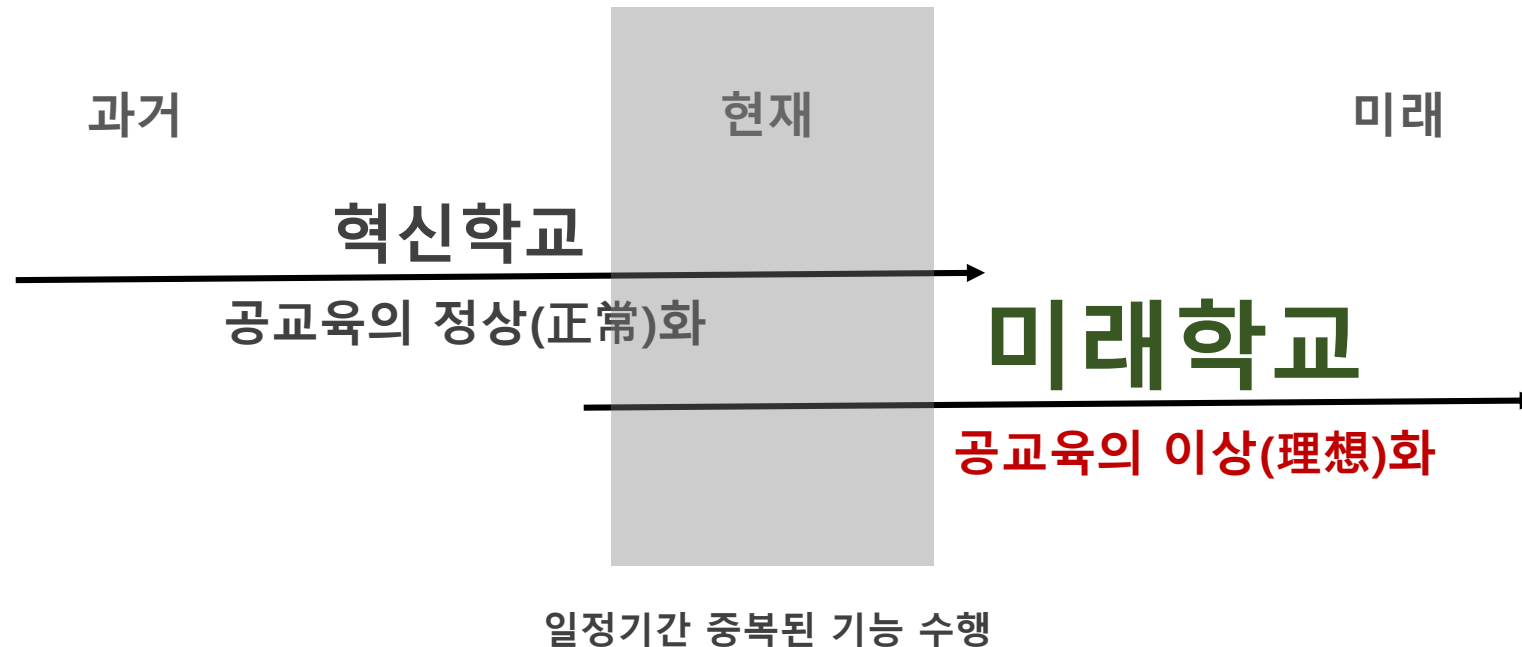 과거 현재 미래
혁신학교
공교육의 정상(正常)화
미래학교
공교육의 이상(理想)화
일정기간 중복된 기능 수행